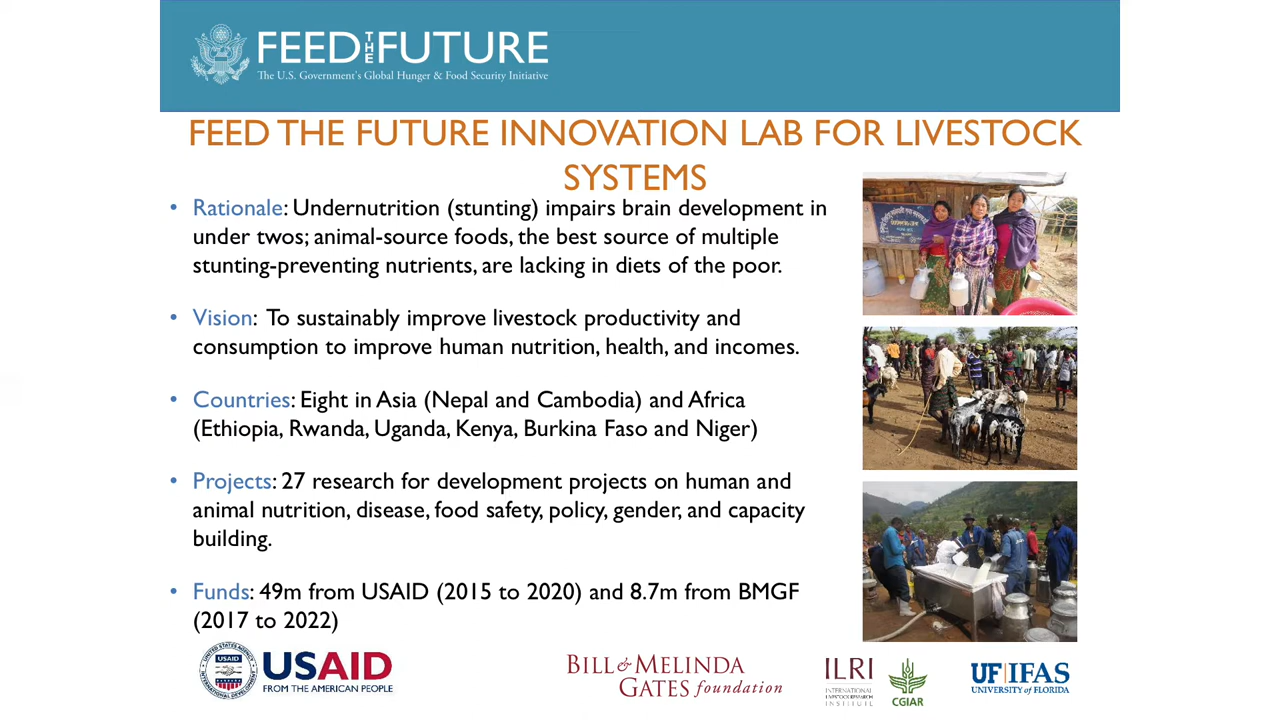 FEED THE FUTURE
The U.S. Government's Global Hunger & Food Security Initiative
FEED THE FUTURE INNOVATION LAB FOR LIVESTOCK
SYSTEMS
• Rationale: Undernutrition (stunting) impairs brain development in
under twos; animal-source foods, the best source of multiple
stunting-preventing nutrients, are lacking in diets of the poor.
• Vision: To sustainably improve livestock productivity and
consumption to improve human nutrition, health, and incomes.
• Countries: Eight in Asia (Nepal and Cambodia) and Africa
(Ethiopia, Rwanda, Uganda, Kenya, Burkina Faso and Niger)
• Projects: 27 research for development projects on human and
animal nutrition, disease, food safety, policy, gender, and capacity
building.
• Funds: 49m from USAID (2015 to 2020) and 8.7m from BMGF
(2017 to 2022)
USAID
USAID
FROM THE AMERICAN PEOPLE
BILL & MELINDA
GATES foundation
ILRI
INTERNATIONAL
LIVESTOCK RESEARCH
INSTITUTE
CGIAR
UF|IFAS
UNIVERSITY of FLORIDA